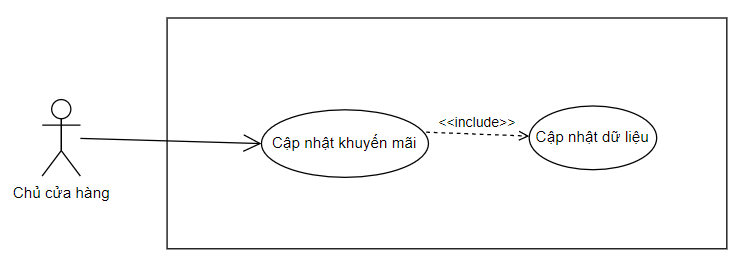 <<include>>
Cập nhật khuyến mãi
Cập nhật dữ liệu
Chủ cửa hàng